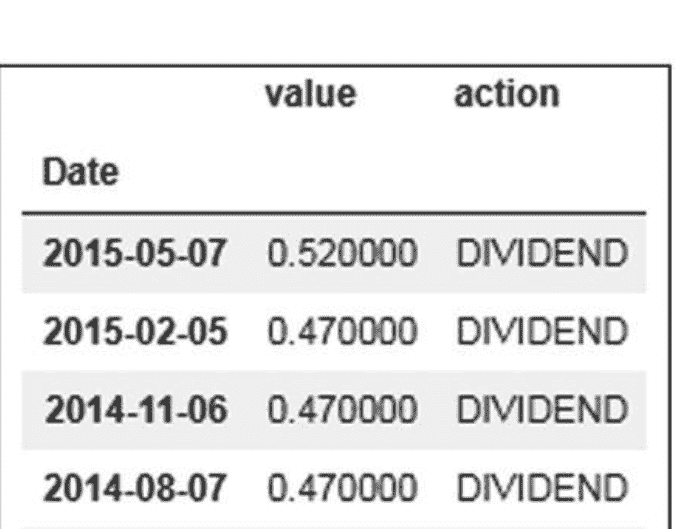 value action
Date
2015-05-07 0.520000 DIVIDEND
2015-02-05 0.470000 DIVIDEND
2014-11-06 0.470000 DIVIDEND
2014-08-07 0.470000 DIVIDEND